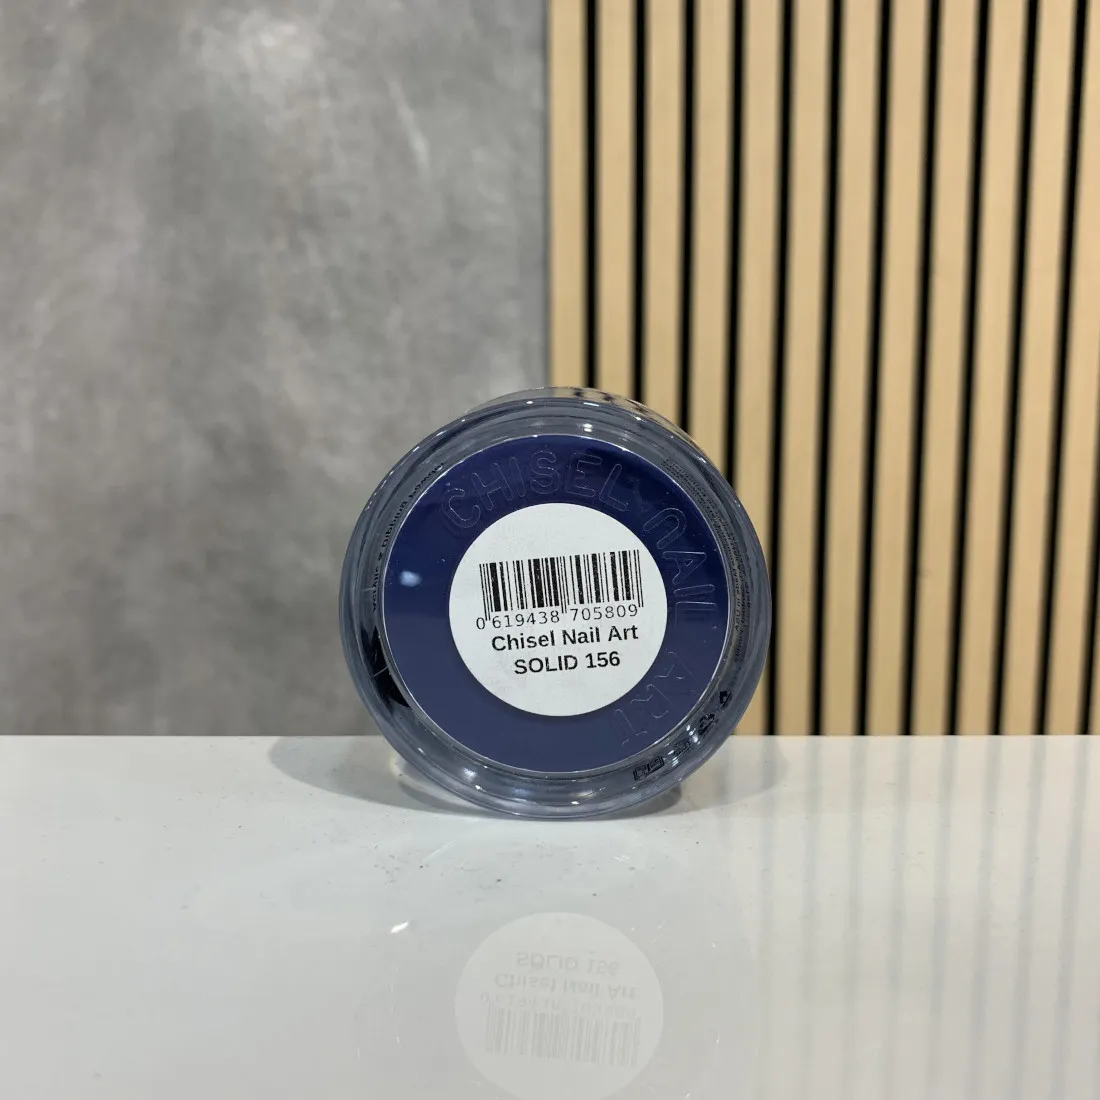 CHISEL NAIL ART
0 619438 705809
Chisel Nail Art
SOLID 156